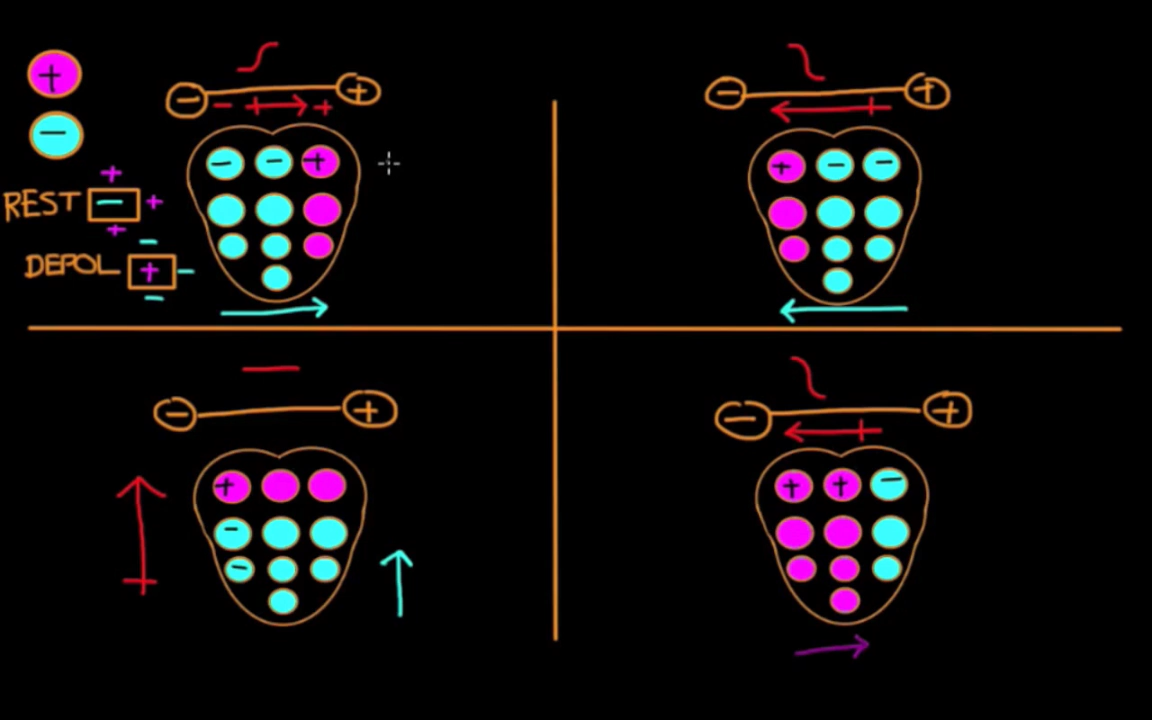 +
−
− − + + +
+
REST − +
+
−
DEPOL + −
−
− − +
− + +
+ − −
− +
+
−
−
− + +
+ + −